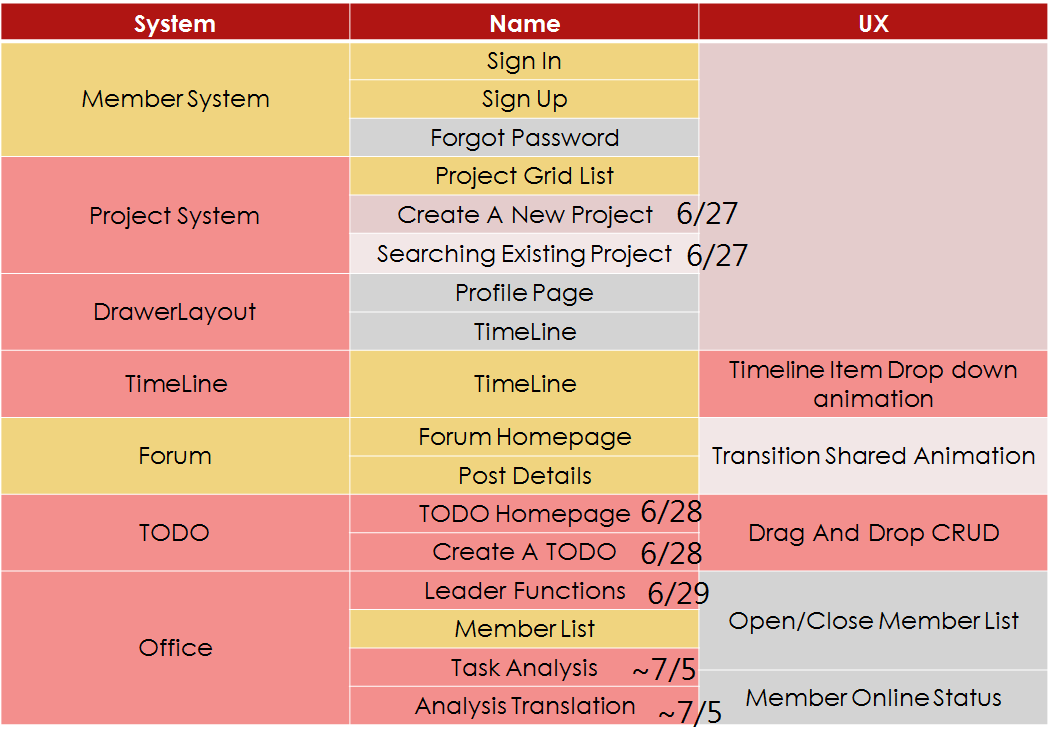 System Name UX
Sign In
Member System Sign Up
Forgot Password
Project Grid List
Project System Create A New Project 6/27
Searching Existing Project 6/27
DrawerLayout Profile Page
TimeLine
TimeLine TimeLine Timeline Item Drop down
animation
Forum Forum Homepage Transition Shared Animation
Post Details
TODO TODO Homepage 6/28 Drag And Drop CRUD
Create A TODO 6/28
Office Leader Functions 6/29 Open/Close Member List
Member List
Task Analysis ~7/5 Member Online Status
Analysis Translation ~7/5